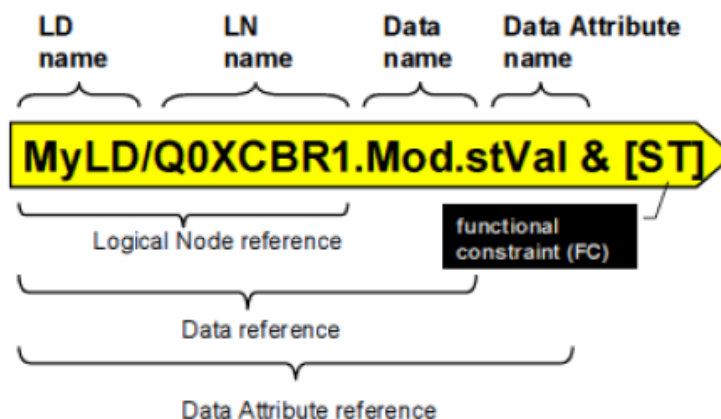 LD name
LN name
Data name
Data Attribute name
MyLD/Q0XCBR1.Mod.stVal & [ST]
Logical Node reference
functional constraint (FC)
Data reference
Data Attribute reference